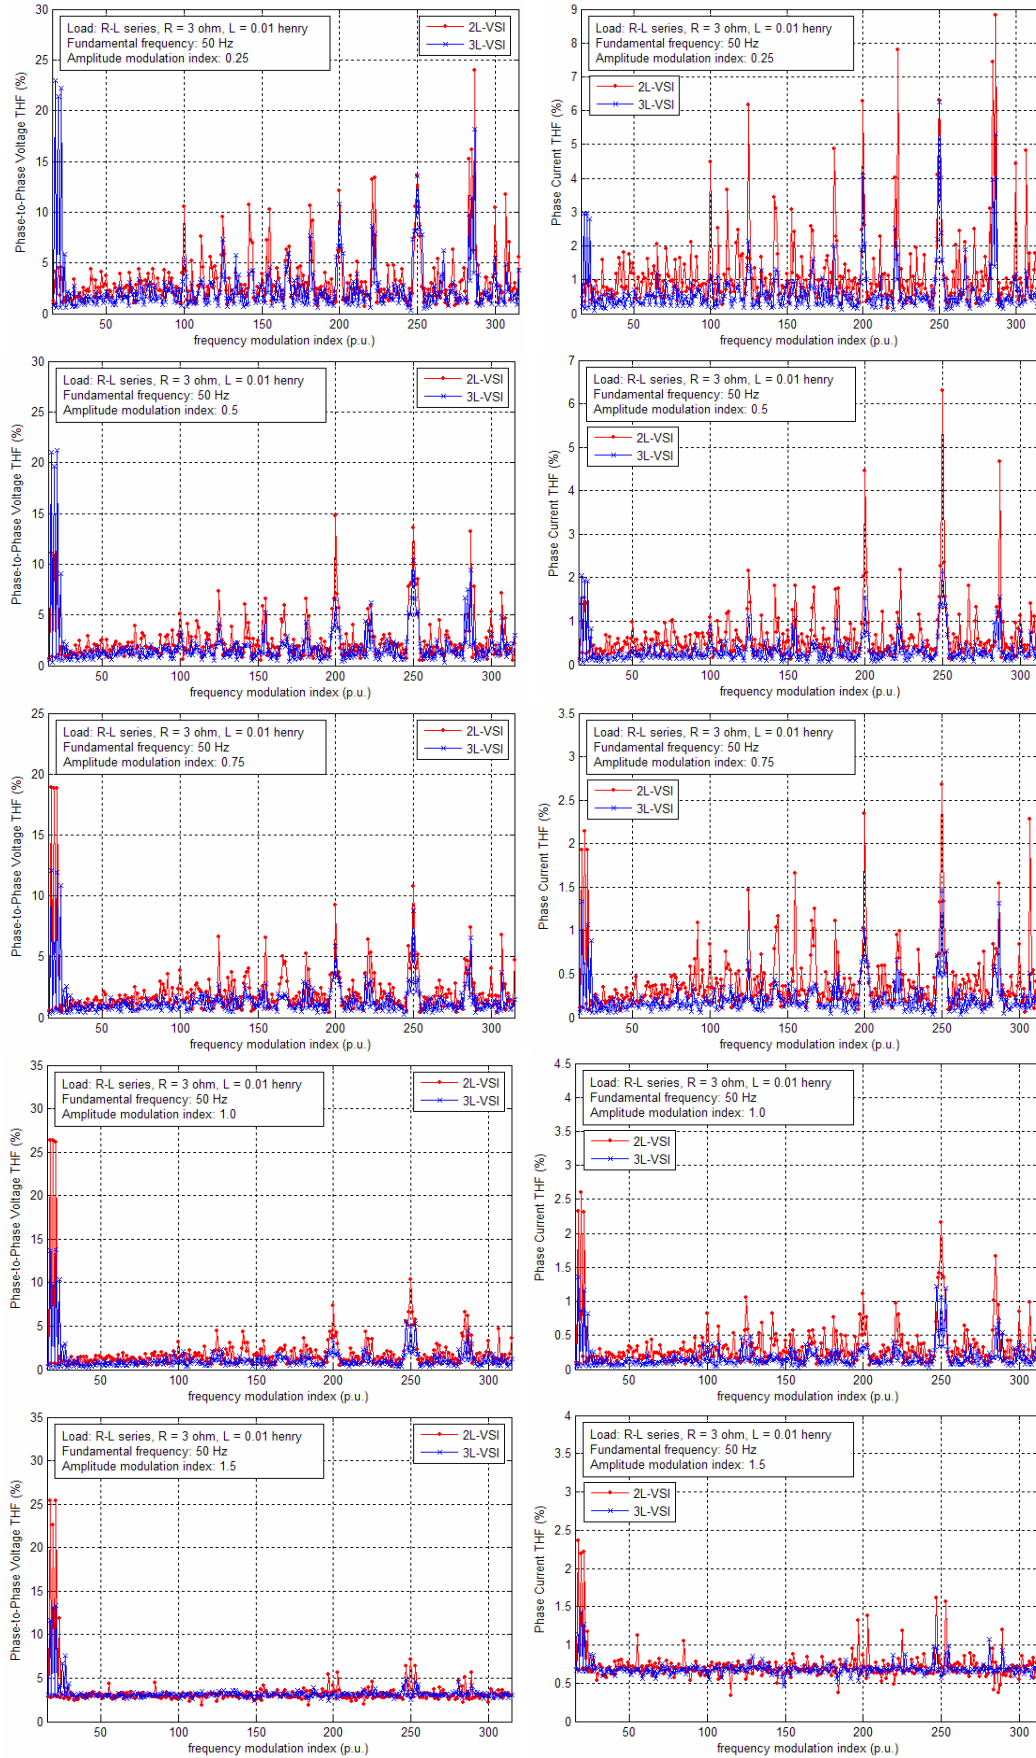 30
25
20
15
10
5
0
Phase-to-Phase Voltage THF (%)
Load: R-L series, R = 3 ohm, L = 0.01 henry
Fundamental frequency: 50 Hz
Amplitude modulation index: 0.25
2L-VSI
3L-VSI
50 100 150 200 250 300
frequency modulation index (p.u.)
9
8
7
6
5
4
3
2
1
0
Phase Current THF (%)
Load: R-L series, R = 3 ohm, L = 0.01 henry
Fundamental frequency: 50 Hz
Amplitude modulation index: 0.25
2L-VSI
3L-VSI
50 100 150 200 250 300
frequency modulation index (p.u.)
30
25
20
15
10
5
0
Phase-to-Phase Voltage THF (%)
Load: R-L series, R = 3 ohm, L = 0.01 henry
Fundamental frequency: 50 Hz
Amplitude modulation index: 0.5
2L-VSI
3L-VSI
50 100 150 200 250 300
frequency modulation index (p.u.)
7
6
5
4
3
2
1
0
Phase Current THF (%)
Load: R-L series, R = 3 ohm, L = 0.01 henry
Fundamental frequency: 50 Hz
Amplitude modulation index: 0.5
2L-VSI
3L-VSI
50 100 150 200 250 300
frequency modulation index (p.u.)
25
20
15
10
5
0
Phase-to-Phase Voltage THF (%)
Load: R-L series, R = 3 ohm, L = 0.01 henry
Fundamental frequency: 50 Hz
Amplitude modulation index: 0.75
2L-VSI
3L-VSI
50 100 150 200 250 300
frequency modulation index (p.u.)
3.5
3
2.5
2
1.5
1
0.5
0
Phase Current THF (%)
Load: R-L series, R = 3 ohm, L = 0.01 henry
Fundamental frequency: 50 Hz
Amplitude modulation index: 0.75
2L-VSI
3L-VSI
50 100 150 200 250 300
frequency modulation index (p.u.)
35
30
25
20
15
10
5
0
Phase-to-Phase Voltage THF (%)
Load: R-L series, R = 3 ohm, L = 0.01 henry
Fundamental frequency: 50 Hz
Amplitude modulation index: 1.0
2L-VSI
3L-VSI
50 100 150 200 250 300
frequency modulation index (p.u.)
4.5
4
3.5
3
2.5
2
1.5
1
0.5
0
Phase Current THF (%)
Load: R-L series, R = 3 ohm, L = 0.01 henry
Fundamental frequency: 50 Hz
Amplitude modulation index: 1.0
2L-VSI
3L-VSI
50 100 150 200 250 300
frequency modulation index (p.u.)
35
30
25
20
15
10
5
0
Phase-to-Phase Voltage THF (%)
Load: R-L series, R = 3 ohm, L = 0.01 henry
Fundamental frequency: 50 Hz
Amplitude modulation index: 1.5
2L-VSI
3L-VSI
50 100 150 200 250 300
frequency modulation index (p.u.)
4
3.5
3
2.5
2
1.5
1
0.5
0
Phase Current THF (%)
Load: R-L series, R = 3 ohm, L = 0.01 henry
Fundamental frequency: 50 Hz
Amplitude modulation index: 1.5
2L-VSI
3L-VSI
50 100 150 200 250 300
frequency modulation index (p.u.)